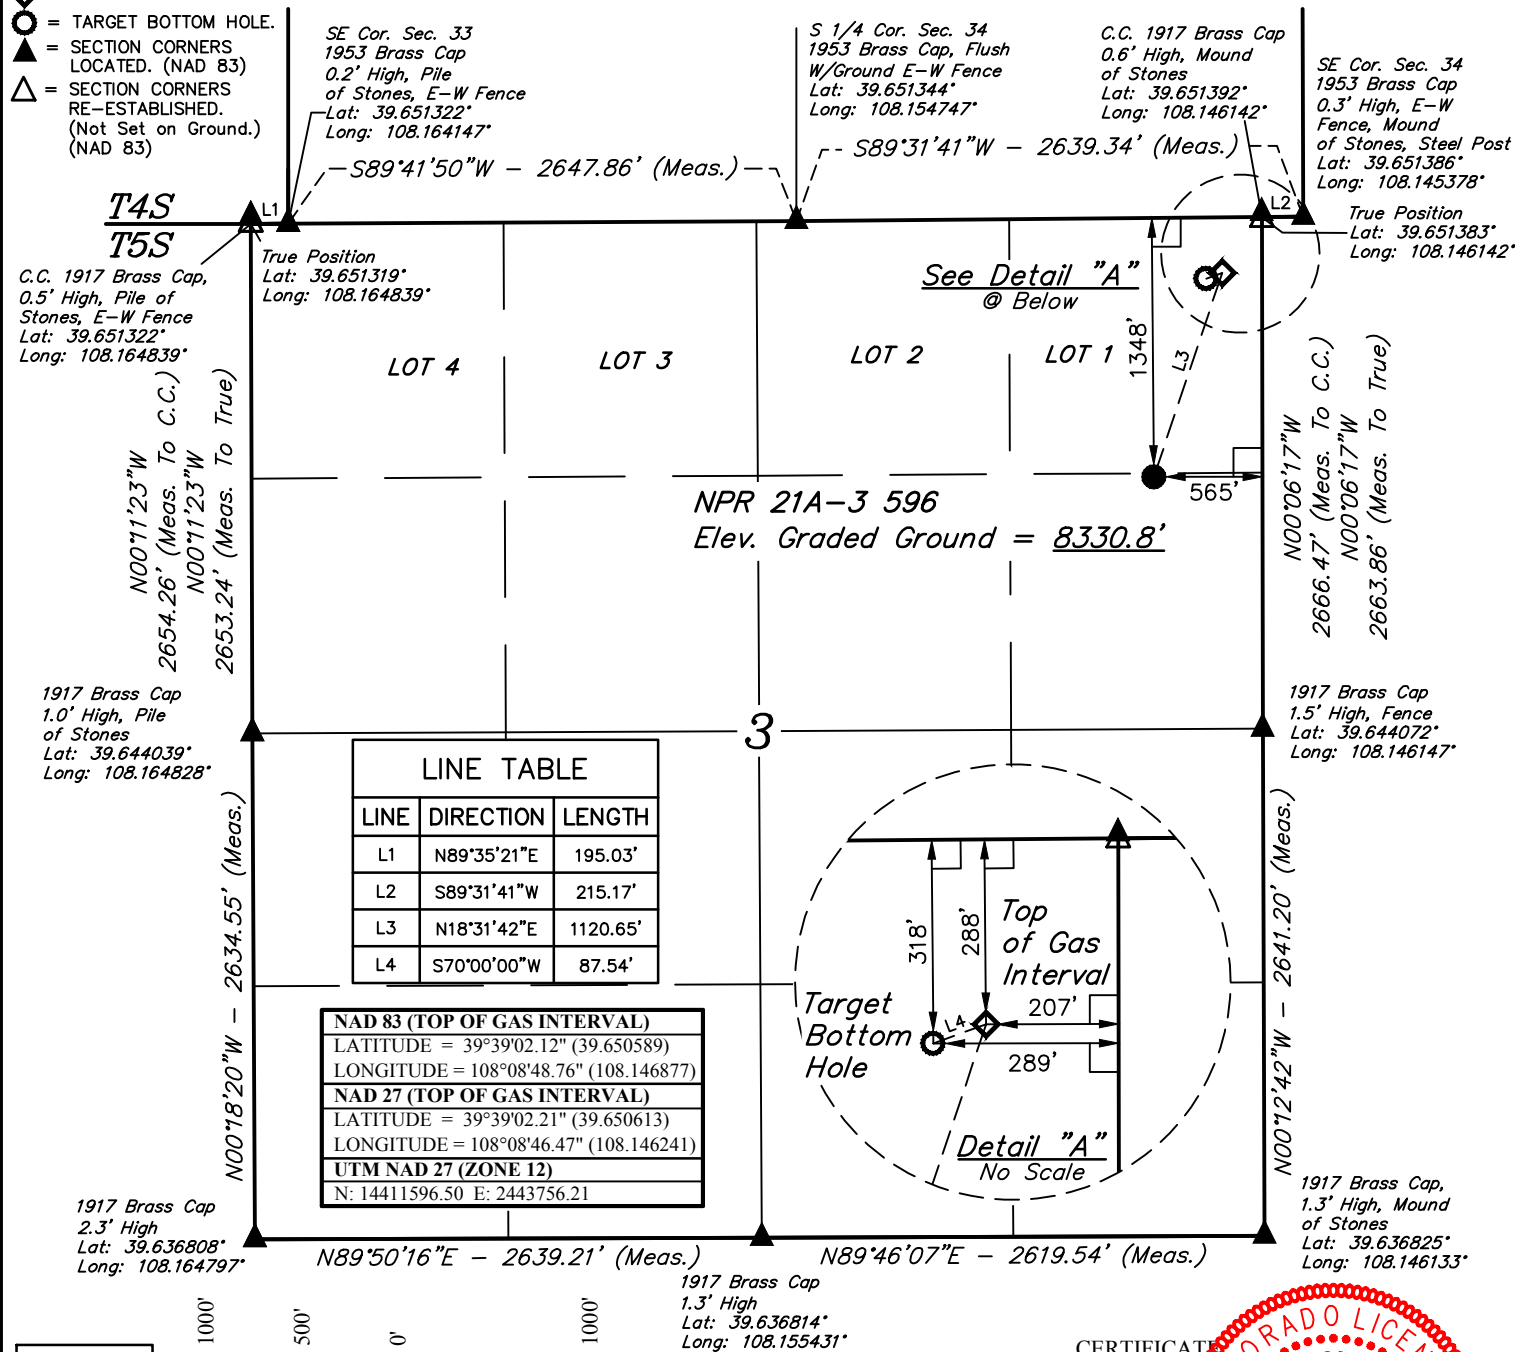 = TARGET BOTTOM HOLE.
= SECTION CORNERS
LOCATED. (NAD 83)
= SECTION CORNERS
RE-ESTABLISHED.
(Not Set on Ground.)
(NAD 83)
SE Cor. Sec. 33
1953 Brass Cap
0.2' High, Pile
of Stones, E-W Fence
Lat: 39.651322°
Long: 108.164147°
S 1/4 Cor. Sec. 34
1953 Brass Cap, Flush
W/Ground E-W Fence
Lat: 39.651344°
Long: 108.154747°
C.C. 1917 Brass Cap
0.6' High, Mound
of Stones
Lat: 39.651392°
Long: 108.146142°
SE Cor. Sec. 34
1953 Brass Cap
0.3' High, E-W
Fence, Mound
of Stones, Steel Post
Lat: 39.651386°
Long: 108.145378°
S89°41'50"W - 2647.86' (Meas.)
S89°31'41"W - 2639.34' (Meas.)
T4S
T5S
L1
L2
True Position
Lat: 39.651319°
Long: 108.164839°
True Position
Lat: 39.651383°
Long: 108.146142°
C.C. 1917 Brass Cap,
0.5' High, Pile of
Stones, E-W Fence
Lat: 39.651322°
Long: 108.164839°
See Detail "A"
@ Below
LOT 4
LOT 3
LOT 2
LOT 1
1348'
L3
565'
N00°11'23"W
2654.26' (Meas. To C.C.)
N00°11'23"W
2653.24' (Meas. To True)
N00°06'17"W
2666.47' (Meas. To C.C.)
N00°06'17"W
2663.86' (Meas. To True)
NPR 21A-3 596
Elev. Graded Ground = 8330.8'
1917 Brass Cap
1.0' High, Pile
of Stones
Lat: 39.644039°
Long: 108.164828°
3
1917 Brass Cap
1.5' High, Fence
Lat: 39.644072°
Long: 108.146147°
LINE TABLE
LINE DIRECTION LENGTH
L1 N89°35'21"E 195.03'
L2 S89°31'41"W 215.17'
L3 N18°31'42"E 1120.65'
L4 S70°00'00"W 87.54'
N00°18'20"W - 2634.55' (Meas.)
N00°12'42"W - 2641.20' (Meas.)
318'
288'
Top
of Gas
Interval
Target
Bottom
Hole
L4
207'
289'
Detail "A"
No Scale
NAD 83 (TOP OF GAS INTERVAL)
LATITUDE = 39°39'02.12" (39.650589)
LONGITUDE = 108°08'48.76" (108.146877)
NAD 27 (TOP OF GAS INTERVAL)
LATITUDE = 39°39'02.21" (39.650613)
LONGITUDE = 108°08'46.47" (108.146241)
UTM NAD 27 (ZONE 12)
N: 14411596.50 E: 2443756.21
1917 Brass Cap
2.3' High
Lat: 39.636808°
Long: 108.164797°
N89°50'16"E - 2639.21' (Meas.)
N89°46'07"E - 2619.54' (Meas.)
1917 Brass Cap,
1.3' High, Mound
of Stones
Lat: 39.636825°
Long: 108.146133°
1917 Brass Cap
1.3' High
Lat: 39.636814°
Long: 108.155431°
1000'
500'
0'
1000'
CERTIFICATE
ORADO LICEN